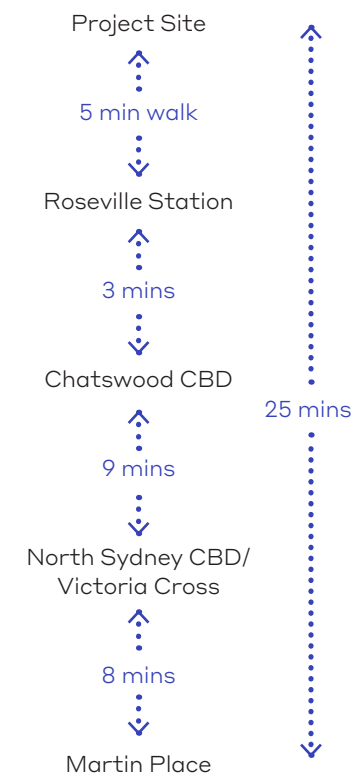 Project Site
5 min walk
Roseville Station
3 mins
Chatswood CBD
25 mins
9 mins
North Sydney CBD/
Victoria Cross
8 mins
Martin Place